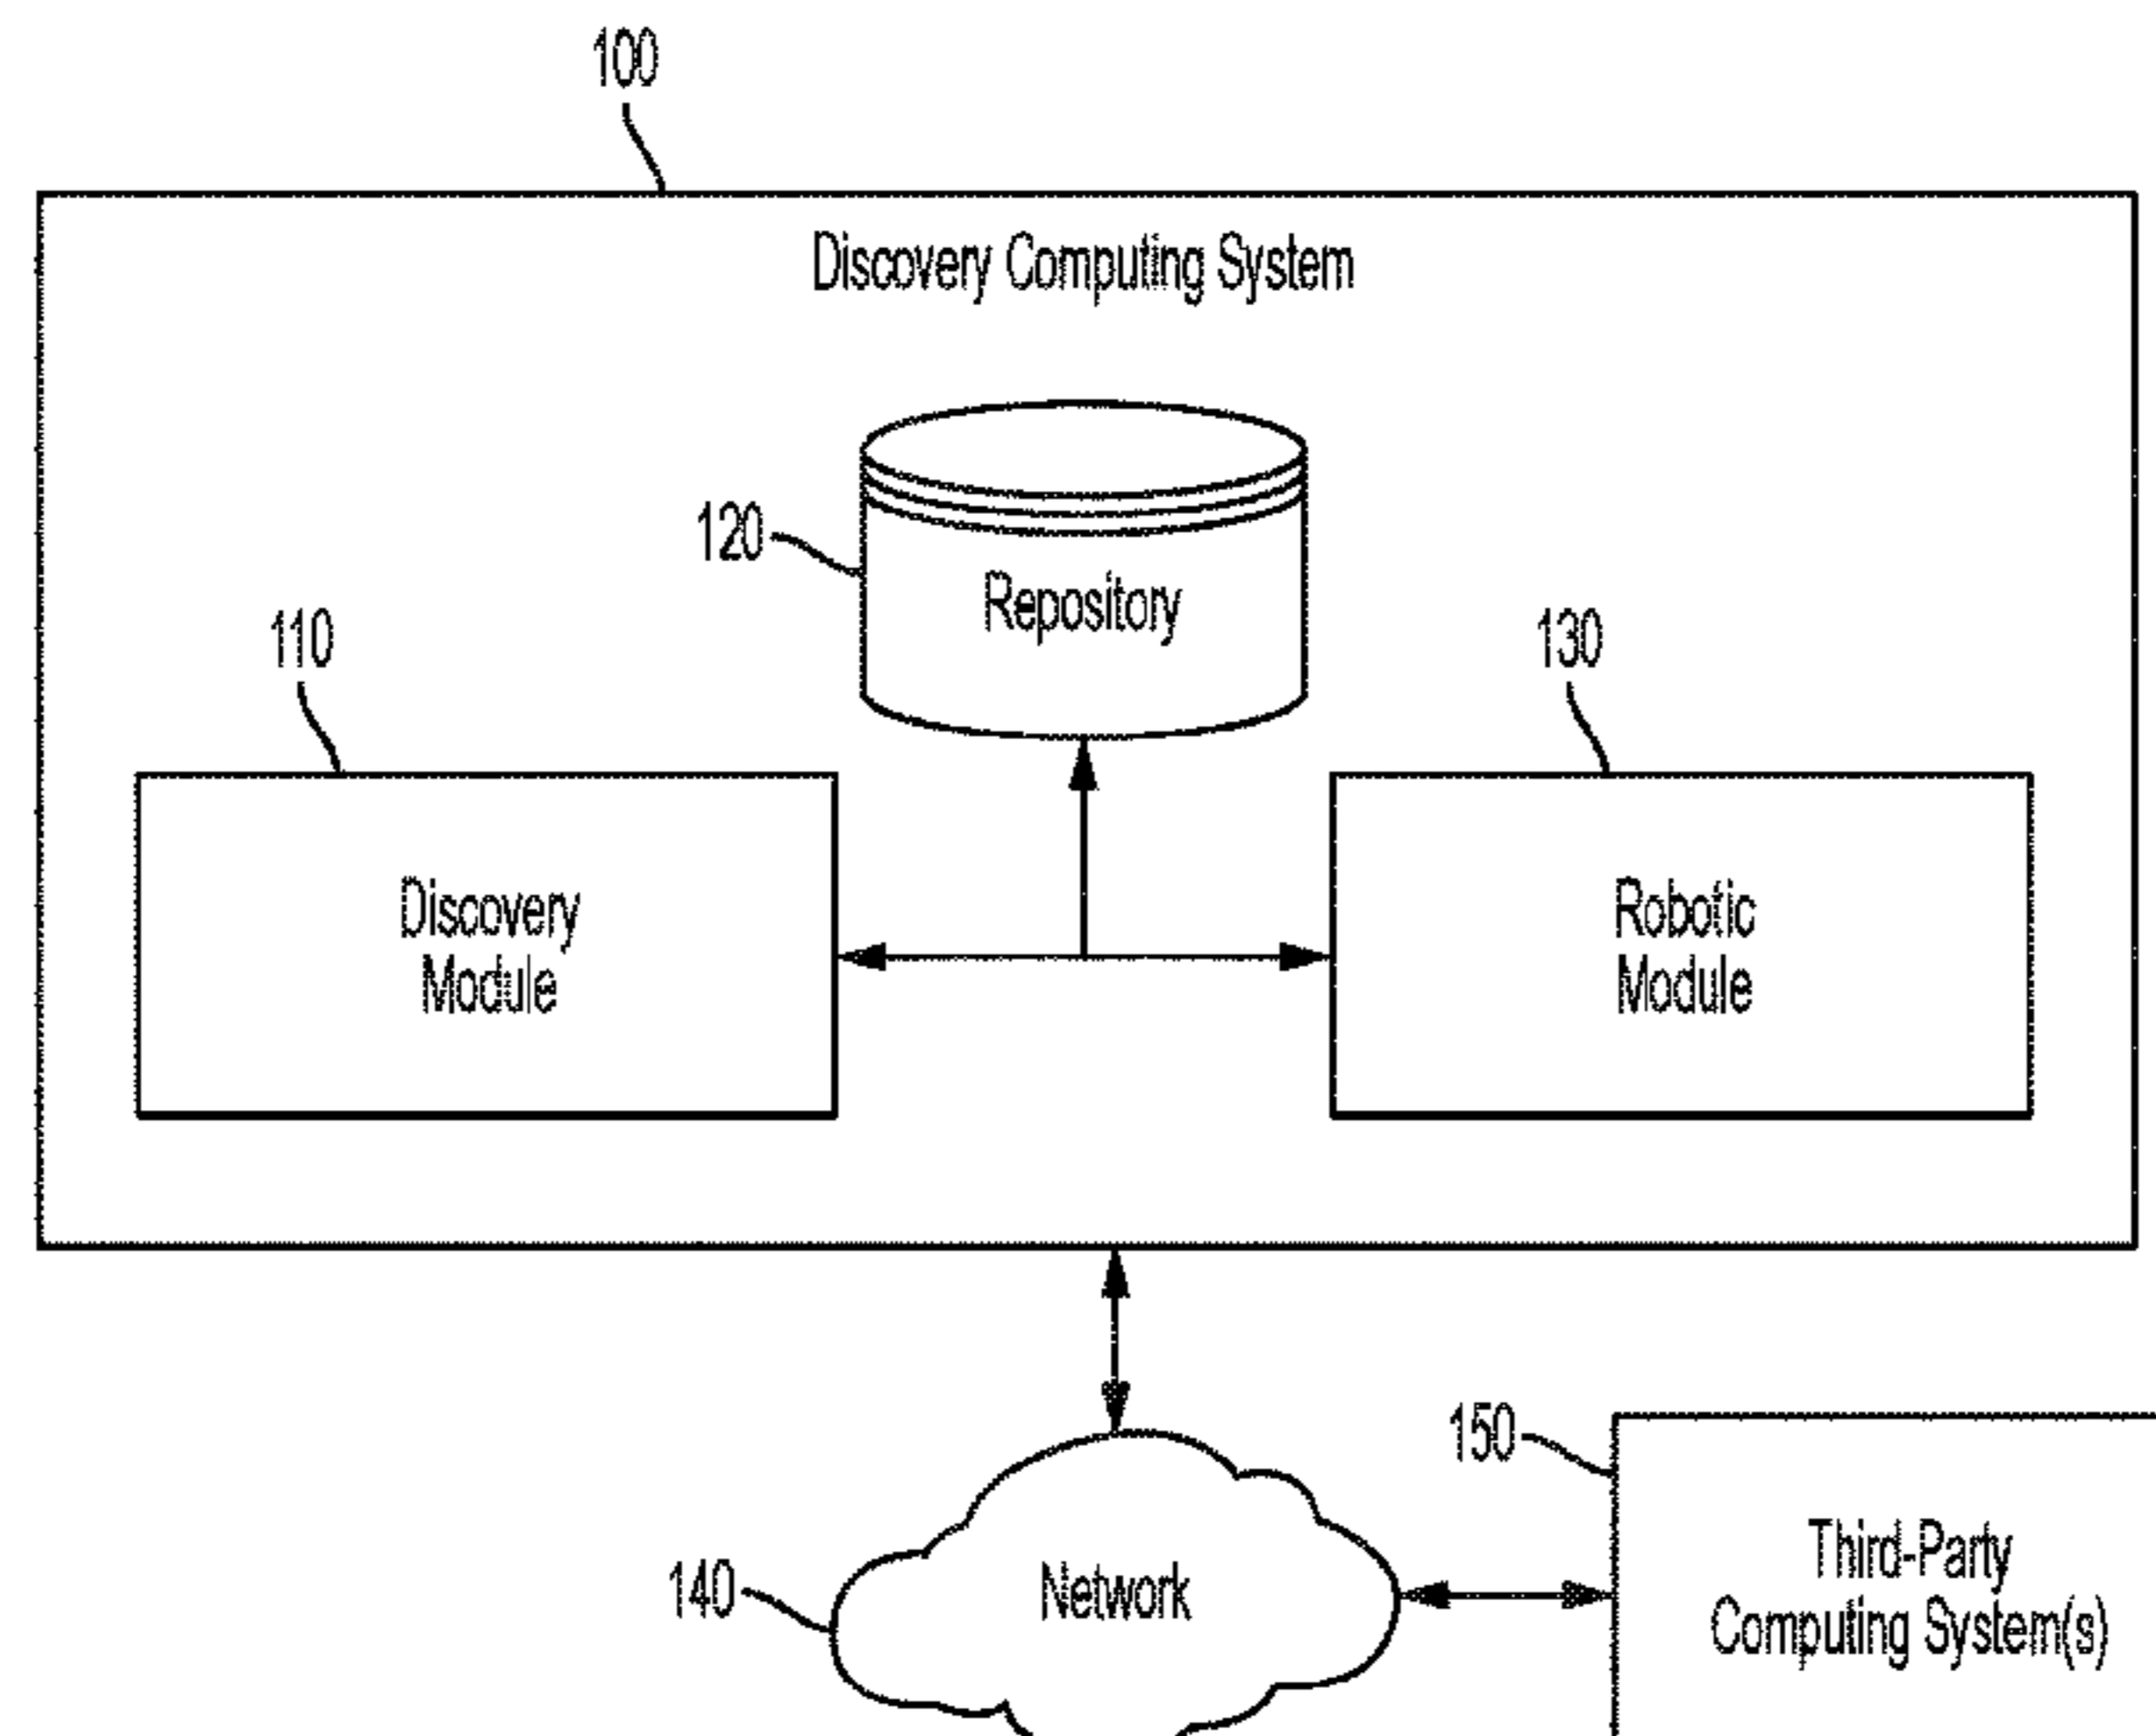 100
Discovery Computing System
120
Repository
110
130
Discovery
Module
Robotic
Module
150
Third-Party
Computing System(s)
140
Network